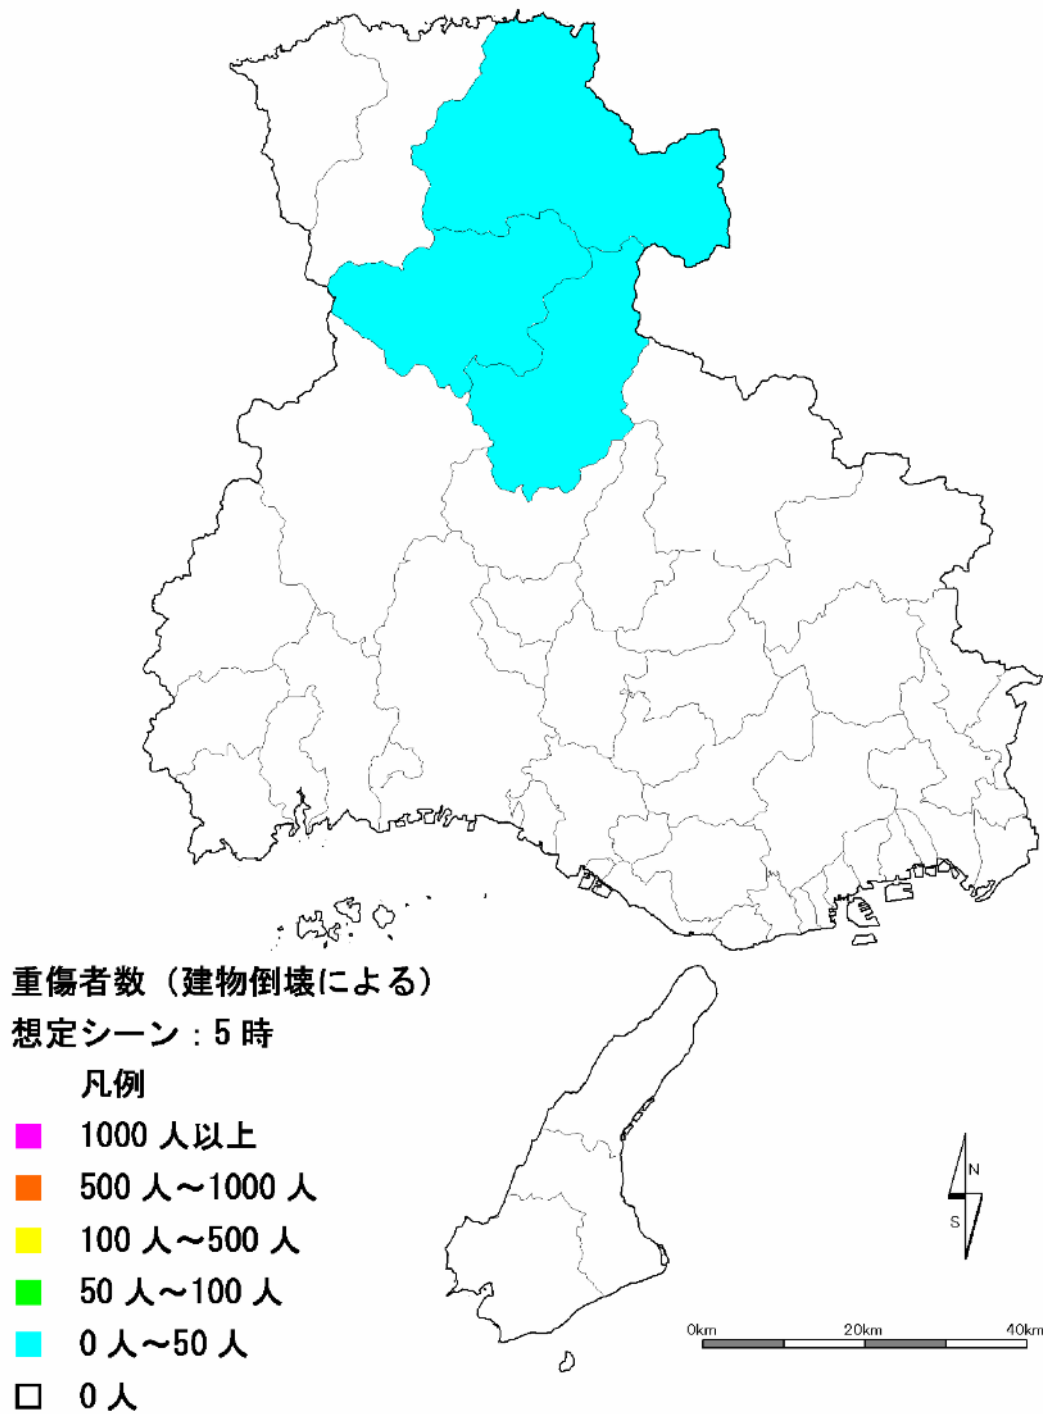 重傷者数（建物倒壊による）
想定シーン：5時
凡例
1000人以上
500人～1000人
100人～500人
50人～100人
0人～50人
0人
N
S
0km 20km 40km